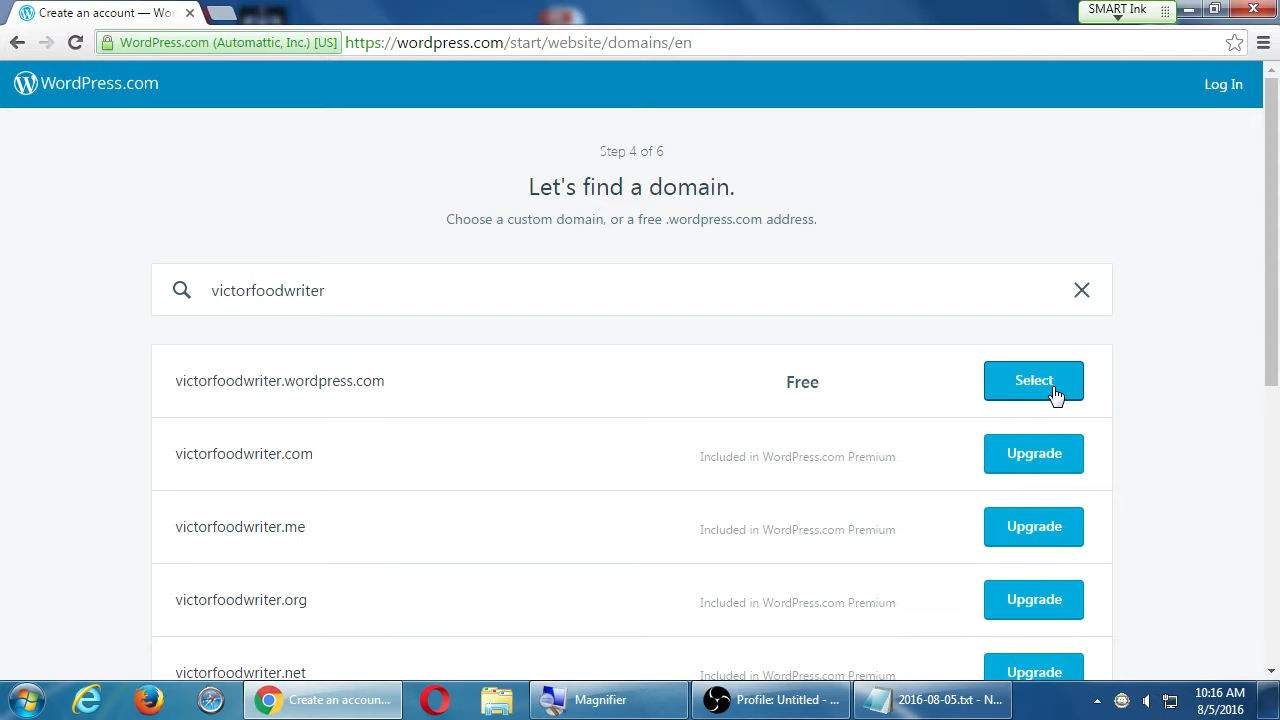 Create an account — Wor
SMART Ink
WordPress.com (Automattic, Inc.) [US]
https://wordpress.com/start/website/domains/en
WordPress.com
Log In
Step 4 of 6
Let's find a domain.
Choose a custom domain, or a free .wordpress.com address.
victorfoodwriter
victorfoodwriter.wordpress.com
Free
Select
victorfoodwriter.com
Included in WordPress.com Premium
Upgrade
victorfoodwriter.me
Included in WordPress.com Premium
Upgrade
victorfoodwriter.org
Included in WordPress.com Premium
Upgrade
victorfoodwriter.net
Included in WordPress.com Premium
Upgrade
Create an accoun...
Magnifier
Profile: Untitled - ...
2016-08-05.txt - N...
10:16 AM
8/5/2016